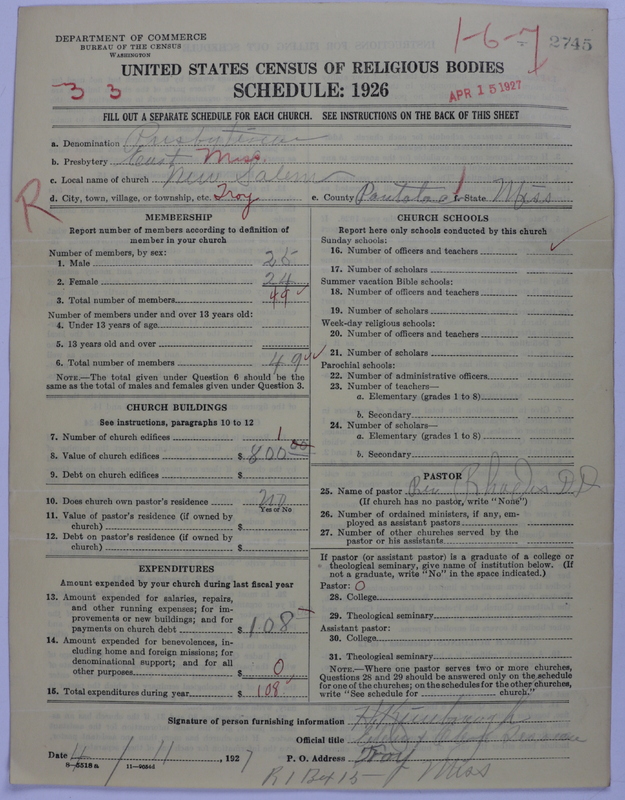 DEPARTMENT OF COMMERCE
BUREAU OF THE CENSUS
WASHINGTON
1-6-7
2745
UNITED STATES CENSUS OF RELIGIOUS BODIES
SCHEDULE: 1926
3 3
APR 15 1927
FILL OUT A SEPARATE SCHEDULE FOR EACH CHURCH. SEE INSTRUCTIONS ON THE BACK OF THIS SHEET
a. Denomination Presbyterian
b. Presbytery East Miss.
c. Local name of church New Salem
d. City, town, village, or township, etc. Troy e. County Pontotoc f. State Miss
R
MEMBERSHIP
Report number of members according to definition of
member in your church
Number of members, by sex:
1. Male 25
2. Female 24
3. Total number of members 49
Number of members under and over 13 years old:
4. Under 13 years of age
5. 13 years old and over
6. Total number of members 49
NOTE.—The total given under Question 6 should be the
same as the total of males and females given under Question 3.
CHURCH BUILDINGS
See instructions, paragraphs 10 to 12
7. Number of church edifices 1
8. Value of church edifices $ 800.00
9. Debt on church edifices $
10. Does church own pastor's residence no
Yes or No
11. Value of pastor's residence (if owned by
church) $
12. Debt on pastor's residence (if owned by
church) $
EXPENDITURES
Amount expended by your church during last fiscal year
13. Amount expended for salaries, repairs,
and other running expenses; for im-
provements or new buildings; and for
payments on church debt $ 108
14. Amount expended for benevolences, in-
cluding home and foreign missions; for
denominational support; and for all
other purposes $ 0
15. Total expenditures during year $ 108
CHURCH SCHOOLS
Report here only schools conducted by this church
Sunday schools:
16. Number of officers and teachers
17. Number of scholars
Summer vacation Bible schools:
18. Number of officers and teachers
19. Number of scholars
Week-day religious schools:
20. Number of officers and teachers
21. Number of scholars
Parochial schools:
22. Number of administrative officers
23. Number of teachers—
a. Elementary (grades 1 to 8)
b. Secondary
24. Number of scholars—
a. Elementary (grades 1 to 8)
b. Secondary
PASTOR
25. Name of pastor Rev Rhodes D.D
(If church has no pastor, write "None")
26. Number of ordained ministers, if any, em-
ployed as assistant pastors
27. Number of other churches served by the
pastor or his assistants
If pastor (or assistant pastor) is a graduate of a college or
theological seminary, give name of institution below. (If
not a graduate, write "No" in the space indicated.)
Pastor: 0
28. College
29. Theological seminary
Assistant pastor:
30. College
31. Theological seminary
NOTE.—Where one pastor serves two or more churches,
Questions 28 and 29 should be answered only on the schedule
for one of the churches; on the schedules for the other churches,
write "See schedule for church."
Signature of person furnishing information
Official title
Date 4/11, 1927 P. O. Address Troy
8-5518a
R 1 Bx 15 Miss